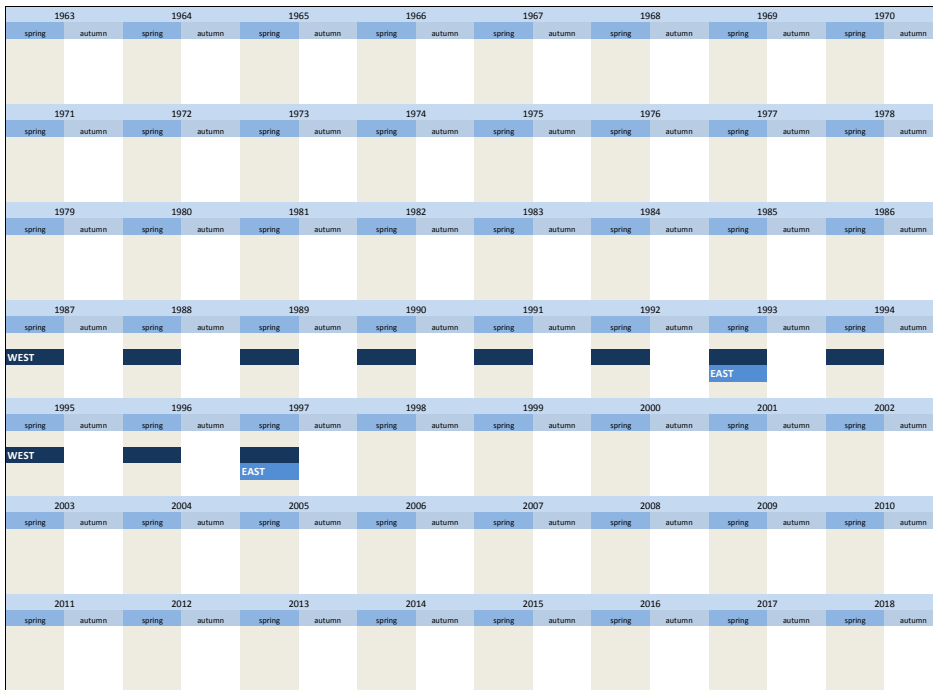 1963 1964 1965 1966 1967 1968 1969 1970
spring autumn spring autumn spring autumn spring autumn spring autumn spring autumn spring autumn spring autumn
1971 1972 1973 1974 1975 1976 1977 1978
spring autumn spring autumn spring autumn spring autumn spring autumn spring autumn spring autumn spring autumn
1979 1980 1981 1982 1983 1984 1985 1986
spring autumn spring autumn spring autumn spring autumn spring autumn spring autumn spring autumn spring autumn
1987 1988 1989 1990 1991 1992 1993 1994
spring autumn spring autumn spring autumn spring autumn spring autumn spring autumn spring autumn spring autumn
WEST
EAST
1995 1996 1997 1998 1999 2000 2001 2002
spring autumn spring autumn spring autumn spring autumn spring autumn spring autumn spring autumn spring autumn
WEST
EAST
2003 2004 2005 2006 2007 2008 2009 2010
spring autumn spring autumn spring autumn spring autumn spring autumn spring autumn spring autumn spring autumn
2011 2012 2013 2014 2015 2016 2017 2018
spring autumn spring autumn spring autumn spring autumn spring autumn spring autumn spring autumn spring autumn